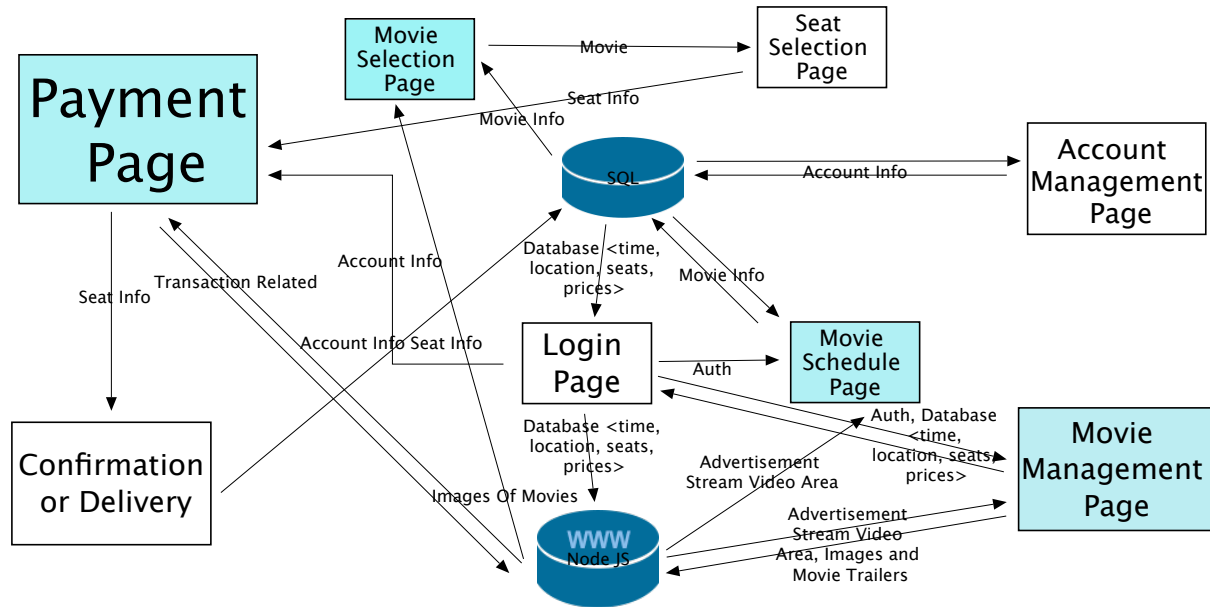 Movie
Selection
Page
Movie
Seat
Selection
Page
Payment
Page
Seat Info
Movie Info
SQL
Account Info
Account
Management
Page
Database <time,
location, seats,
prices>
Account Info
Movie Info
Transaction Related
Seat Info
Account Info Seat Info
Login
Page
Auth
Movie
Schedule
Page
Auth, Database
<time,
location, seats,
prices>
Database <time,
location, seats,
prices>
Confirmation
or Delivery
Advertisement
Stream Video Area
Movie
Management
Page
Images Of Movies
WWW
Node JS
Advertisement
Stream Video
Area, Images and
Movie Trailers